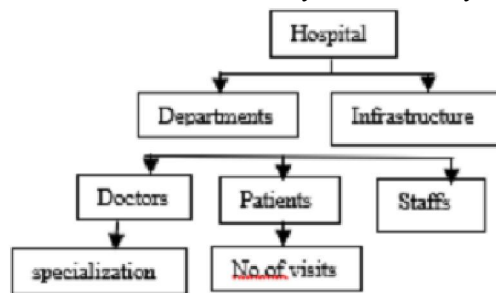 Hospital
Departments
Infrastructure
Doctors
Patients
Staffs
specialization
No.of visits